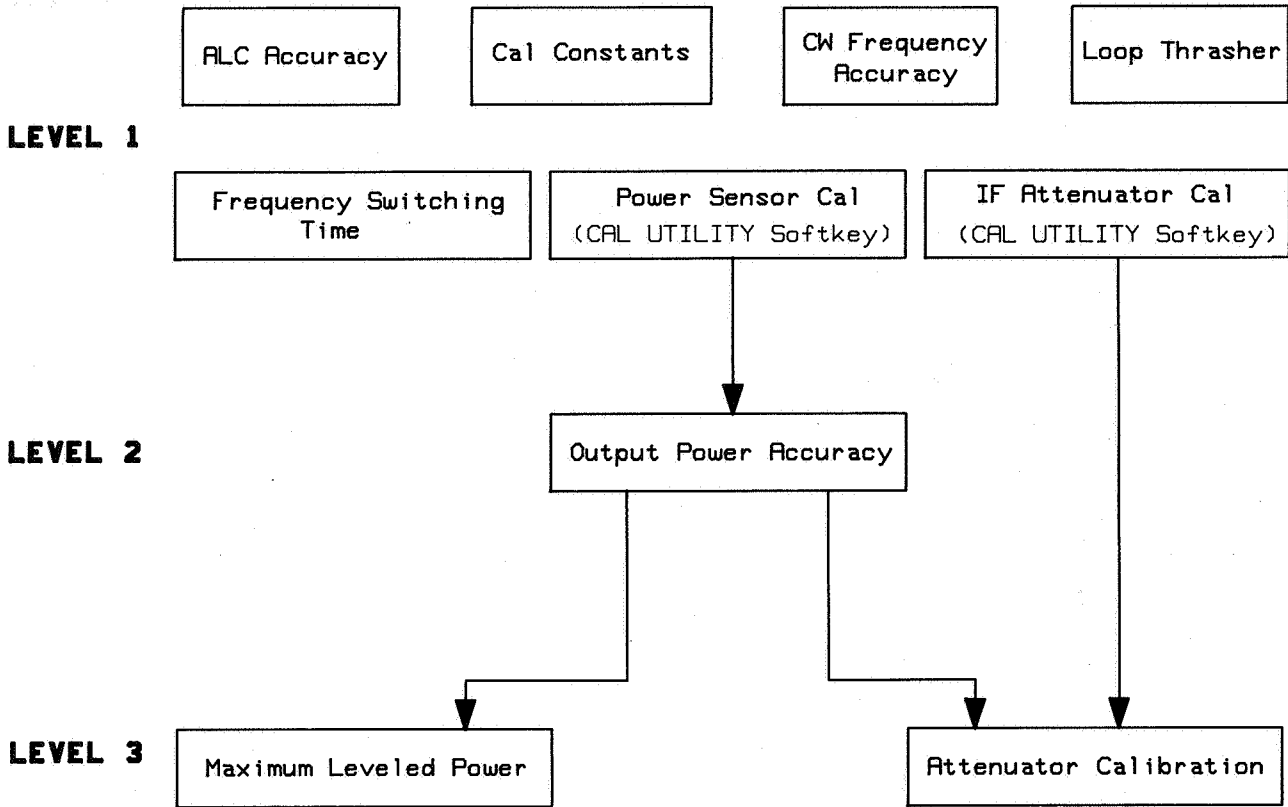 ALC Accuracy
Cal Constants
CW Frequency
Accuracy
Loop Thrasher
LEVEL 1
Frequency Switching
Time
Power Sensor Cal
(CAL UTILITY Softkey)
IF Attenuator Cal
(CAL UTILITY Softkey)
LEVEL 2
Output Power Accuracy
LEVEL 3
Maximum Leveled Power
Attenuator Calibration